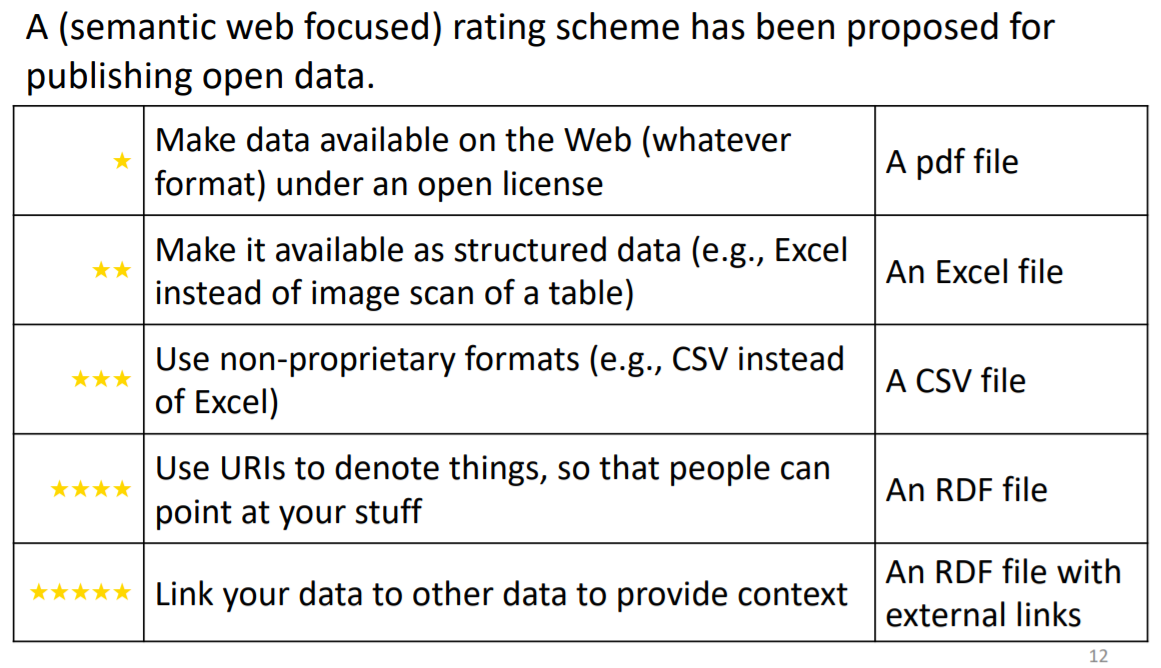 A (semantic web focused) rating scheme has been proposed for
publishing open data.
★
Make data available on the Web (whatever
format) under an open license
A pdf file
★★
Make it available as structured data (e.g., Excel
instead of image scan of a table)
An Excel file
★★★
Use non-proprietary formats (e.g., CSV instead
of Excel)
A CSV file
★★★★
Use URIs to denote things, so that people can
point at your stuff
An RDF file
★★★★★
Link your data to other data to provide context
An RDF file with
external links
12